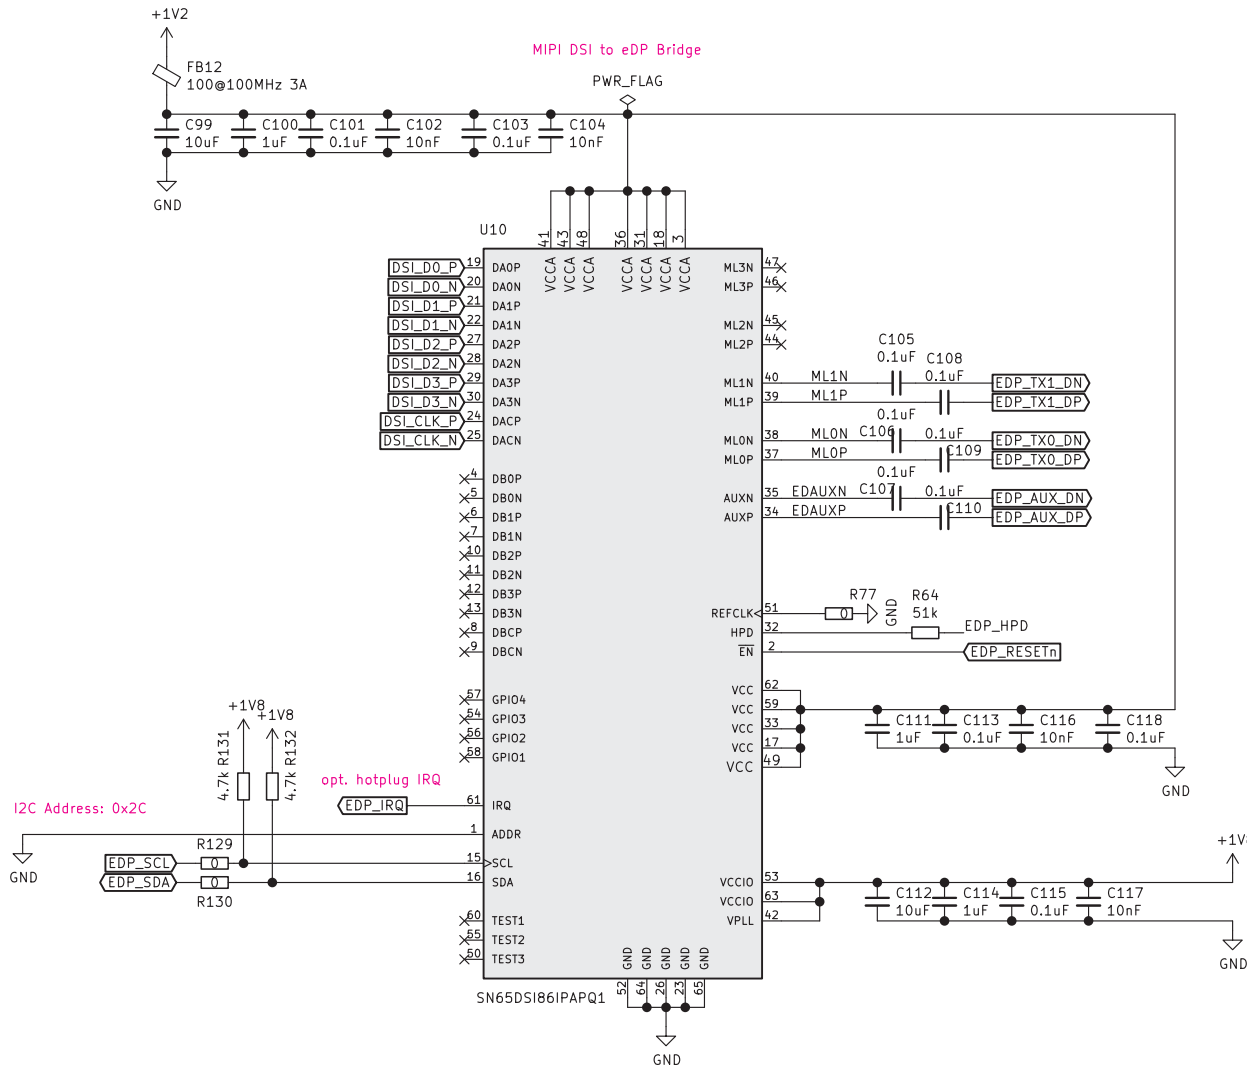 +1V2
MIPI DSI to eDP Bridge
FB12
100@100MHz 3A
PWR_FLAG
C99
10uF
C100
1uF
C101
0.1uF
C102
10nF
C103
0.1uF
C104
10nF
GND
U10
41 43 48 36 31 18 3
VCCA VCCA VCCA VCCA VCCA VCCA VCCA
DSI_D0_P 19 DA0P
DSI_D0_N 20 DA0N
DSI_D1_P 21 DA1P
DSI_D1_N 22 DA1N
DSI_D2_P 27 DA2P
DSI_D2_N 28 DA2N
DSI_D3_P 29 DA3P
DSI_D3_N 30 DA3N
DSI_CLK_P 24 DACP
DSI_CLK_N 25 DACN
4 DB0P
5 DB0N
6 DB1P
7 DB1N
10 DB2P
11 DB2N
12 DB3P
13 DB3N
8 DBCP
9 DBCN
57 GPIO4
54 GPIO3
56 GPIO2
58 GPIO1
+1V8
+1V8
4.7k R131
4.7k R132
opt. hotplug IRQ
EDP_IRQ 61 IRQ
I2C Address: 0x2C
1 ADDR
GND
R129
EDP_SCL 0 15 SCL
EDP_SDA 0 16 SDA
R130
60 TEST1
55 TEST2
50 TEST3
SN65DSI86IPAPQ1
GND GND GND GND GND
52 64 26 23 65
GND
ML3N 47
ML3P 46
ML2N 45
ML2P 44
C105
0.1uF
C108
0.1uF
ML1N 40 ML1N EDP_TX1_DN
ML1P 39 ML1P EDP_TX1_DP
0.1uF
C106
0.1uF
C109
ML0N 38 ML0N EDP_TX0_DN
ML0P 37 ML0P EDP_TX0_DP
0.1uF
C107
0.1uF
C110
AUXN 35 EDAUXN EDP_AUX_DN
AUXP 34 EDAUXP EDP_AUX_DP
REFCLK 51 R77 0 GND
R64
51k
HPD 32 EDP_HPD
EN 2 EDP_RESETn
VCC 62
VCC 59
VCC 33
VCC 17
VCC 49
C111
1uF
C113
0.1uF
C116
10nF
C118
0.1uF
GND
+1V8
VCCIO 53
VCCIO 63
VPLL 42
C112
10uF
C114
1uF
C115
0.1uF
C117
10nF
GND